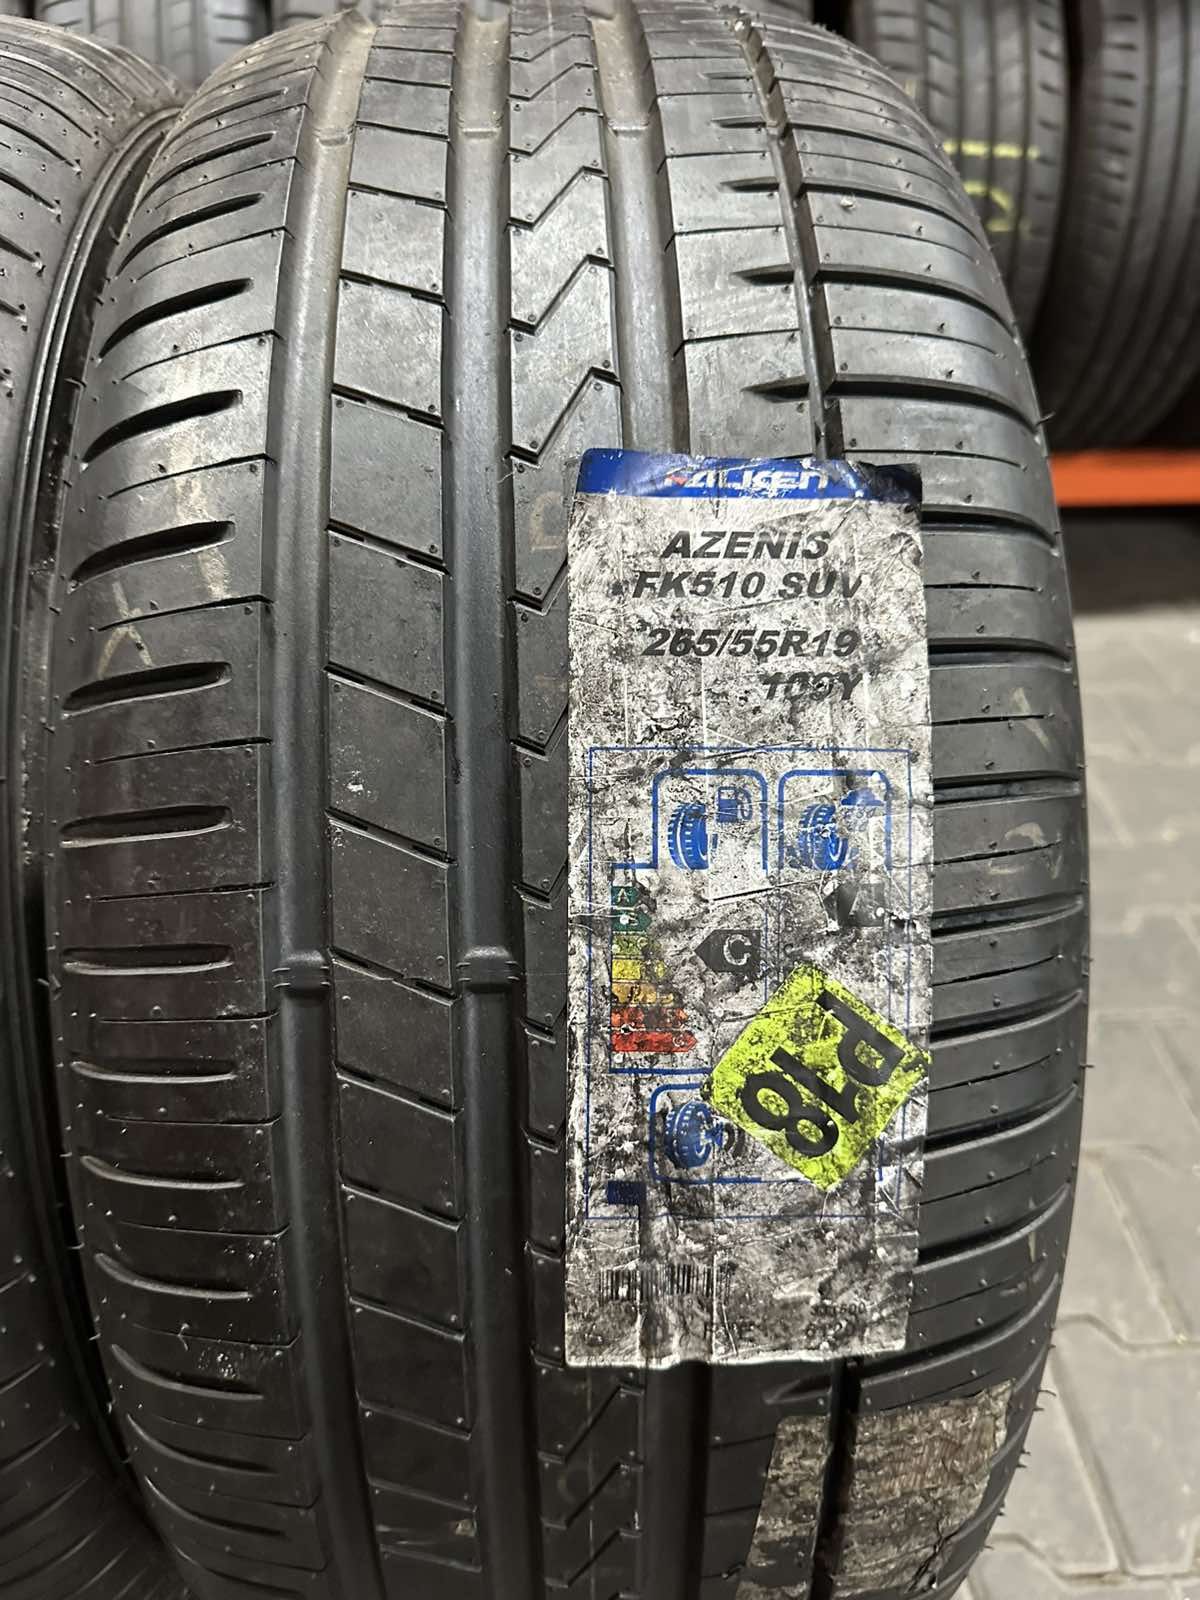 FALKEN
AZENIS
FK510 SUV
265/55R19
109Y
A
C
P18